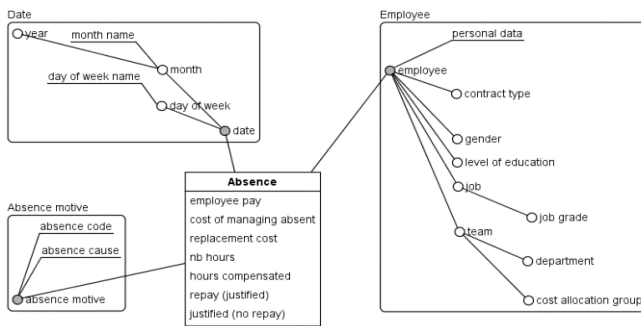 Date
year
month name
month
day of week name
day of week
date
Employee
personal data
employee
contract type
gender
level of education
job
job grade
team
department
cost allocation group
Absence
employee pay
cost of managing absent
replacement cost
nb hours
hours compensated
repay (justified)
justified (no repay)
Absence motive
absence code
absence cause
absence motive